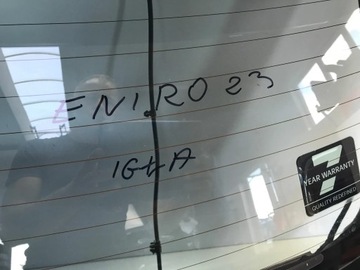 ENIRO 23
IGLA
7
YEAR WARRANTY
QUALITY REDEFINED